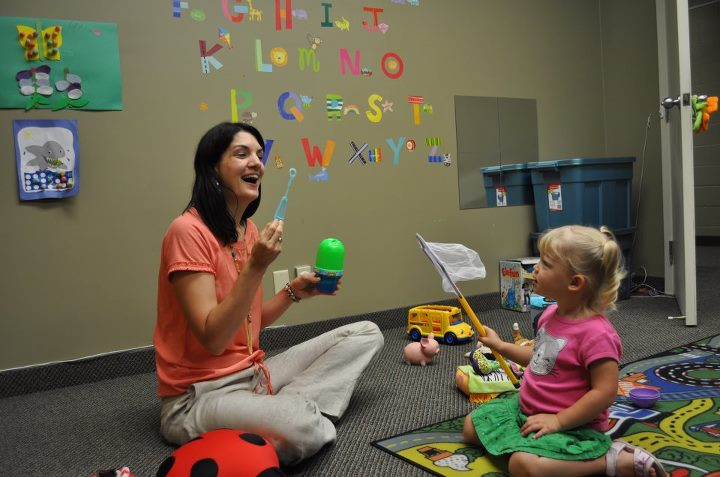 F G H I J
K L M N O
P Q R S T
V W X Y Z
Elefun